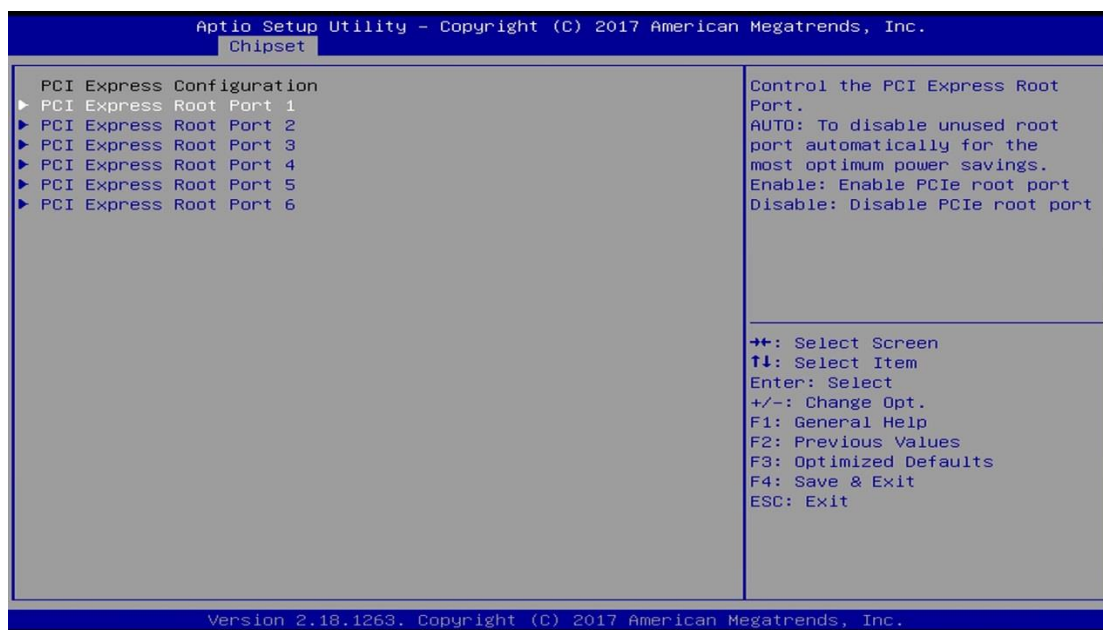 Aptio Setup Utility – Copyright (C) 2017 American Megatrends, Inc.
Chipset
PCI Express Configuration
► PCI Express Root Port 1
► PCI Express Root Port 2
► PCI Express Root Port 3
► PCI Express Root Port 4
► PCI Express Root Port 5
► PCI Express Root Port 6
Control the PCI Express Root
Port.
AUTO: To disable unused root
port automatically for the
most optimum power savings.
Enable: Enable PCIe root port
Disable: Disable PCIe root port
→←: Select Screen
↑↓: Select Item
Enter: Select
+/-: Change Opt.
F1: General Help
F2: Previous Values
F3: Optimized Defaults
F4: Save & Exit
ESC: Exit
Version 2.18.1263. Copyright (C) 2017 American Megatrends, Inc.